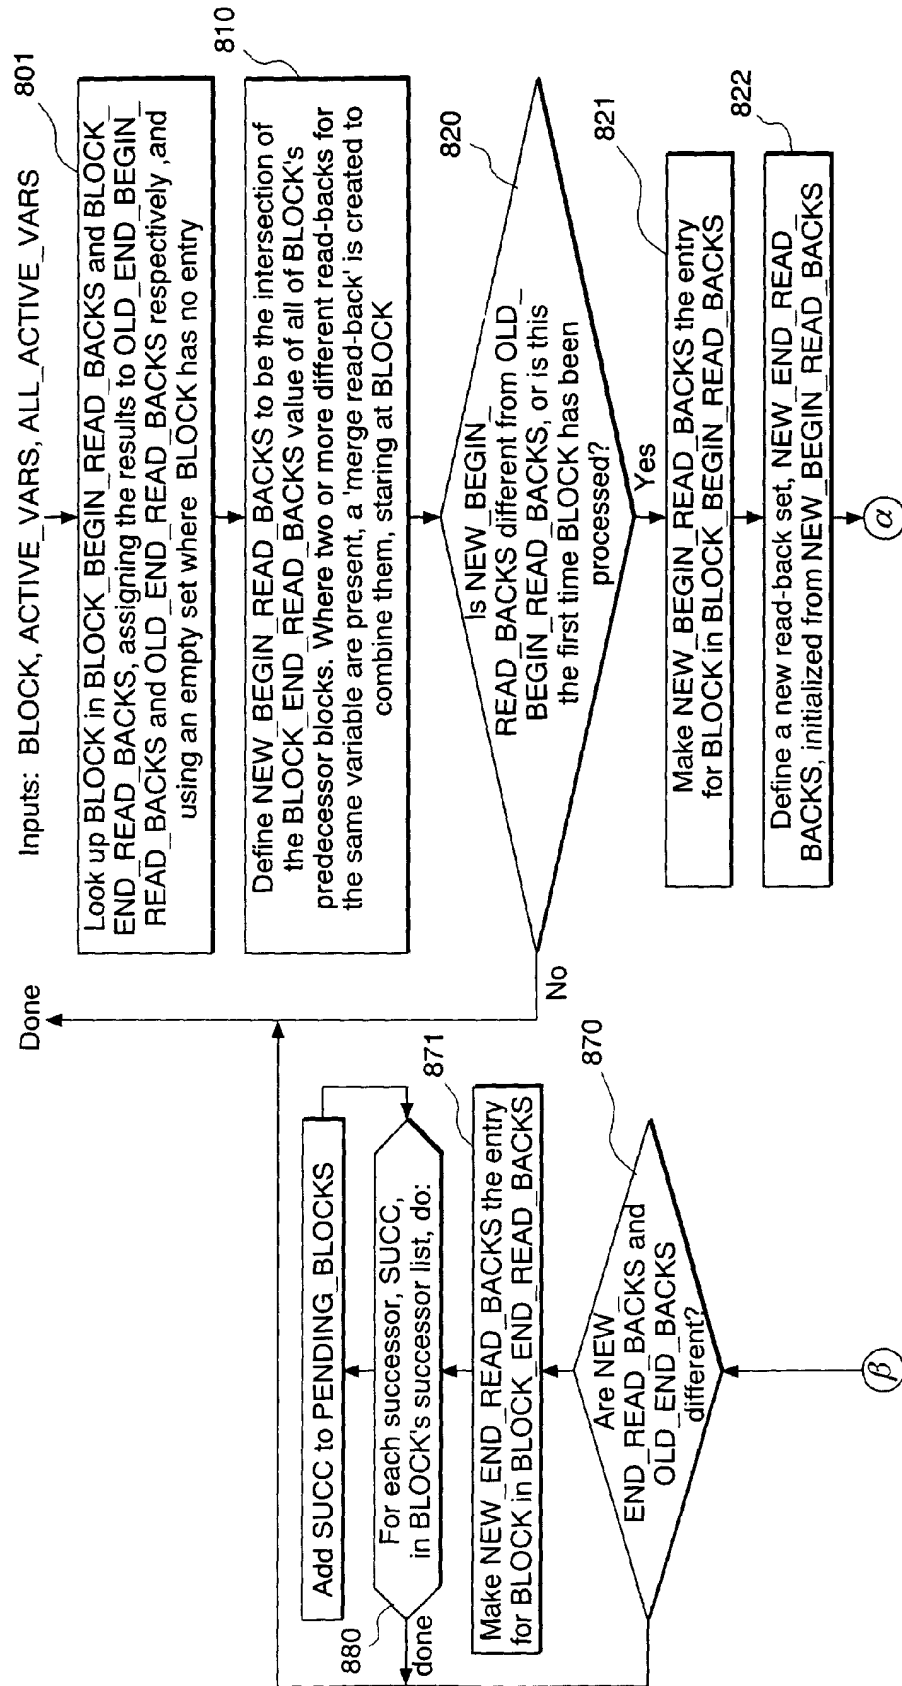 Inputs: BLOCK, ACTIVE_VARS, ALL_ACTIVE_VARS
801
Look up BLOCK in BLOCK_BEGIN_READ_BACKS and BLOCK_
END_READ_BACKS, assigning the results to OLD_END_BEGIN_
READ_BACKS and OLD_END_READ_BACKS respectively ,and
using an empty set where BLOCK has no entry
810
Define NEW_BEGIN_READ_BACKS to be the intersection of
the BLOCK_END_READ_BACKS value of all of BLOCK's
predecessor blocks. Where two or more different read-backs for
the same variable are present, a 'merge read-back' is created to
combine them, staring at BLOCK
820
Is NEW_BEGIN_
READ_BACKS different from OLD_
BEGIN_READ_BACKS, or is this
the first time BLOCK has been
processed?
Yes
No
821
Make NEW_BEGIN_READ_BACKS the entry
for BLOCK in BLOCK_BEGIN_READ_BACKS
822
Define a new read-back set, NEW_END_READ_
BACKS, initialized from NEW_BEGIN_READ_BACKS
α
Done
Add SUCC to PENDING_BLOCKS
For each successor, SUCC,
in BLOCK's successor list, do:
880
done
871
Make NEW_END_READ_BACKS the entry
for BLOCK in BLOCK_END_READ_BACKS
870
Are NEW_
END_READ_BACKS and
OLD_END_BACKS
different?
β